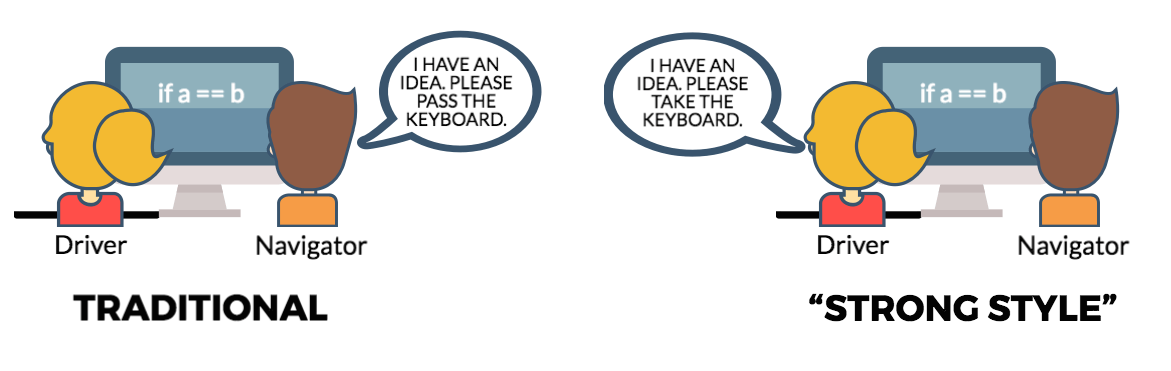 I HAVE AN
IDEA. PLEASE
PASS THE
KEYBOARD.
if a == b
Driver
Navigator
TRADITIONAL
I HAVE AN
IDEA. PLEASE
TAKE THE
KEYBOARD.
if a == b
Driver
Navigator
“STRONG STYLE”